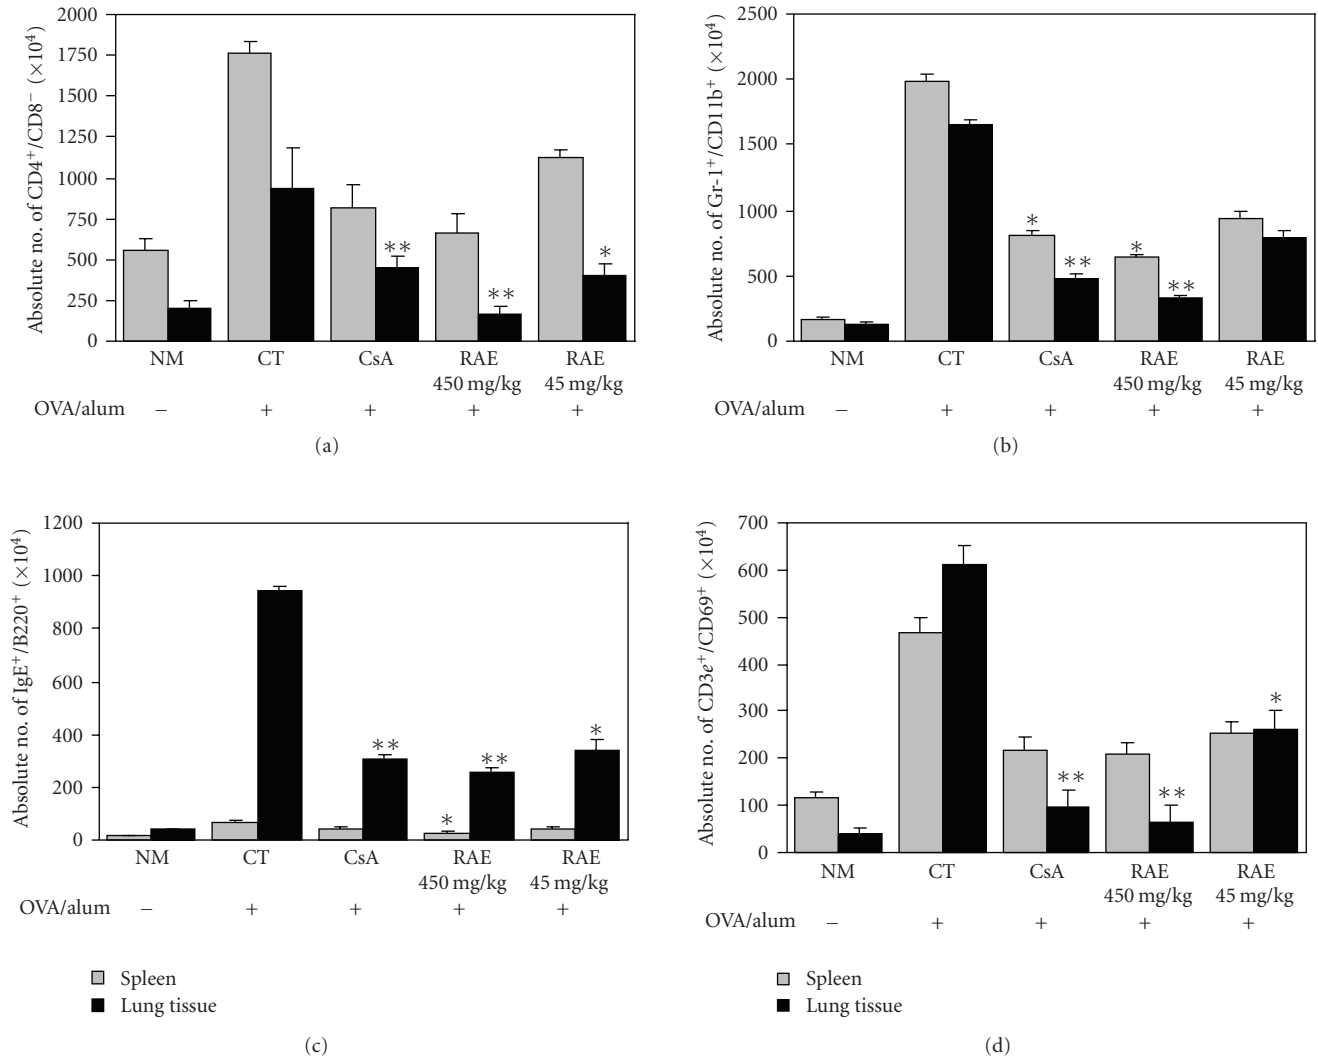 Absolute no. of CD4⁺/CD8⁻ (×10⁴)
2000
1750
1500
1250
1000
750
500
250
0
** ** *
NM CT CsA RAE RAE
450 mg/kg 45 mg/kg
OVA/alum − + + + +
(a)
Absolute no. of Gr-1⁺/CD11b⁺ (×10⁴)
2500
2000
1500
1000
500
0
* ** * **
NM CT CsA RAE RAE
450 mg/kg 45 mg/kg
OVA/alum − + + + +
(b)
Absolute no. of IgE⁺/B220⁺ (×10⁴)
1200
1000
800
600
400
200
0
** * ** *
NM CT CsA RAE RAE
450 mg/kg 45 mg/kg
OVA/alum − + + + +
Spleen
Lung tissue
(c)
Absolute no. of CD3e⁺/CD69⁺ (×10⁴)
700
600
500
400
300
200
100
0
** ** *
NM CT CsA RAE RAE
450 mg/kg 45 mg/kg
OVA/alum − + + + +
Spleen
Lung tissue
(d)